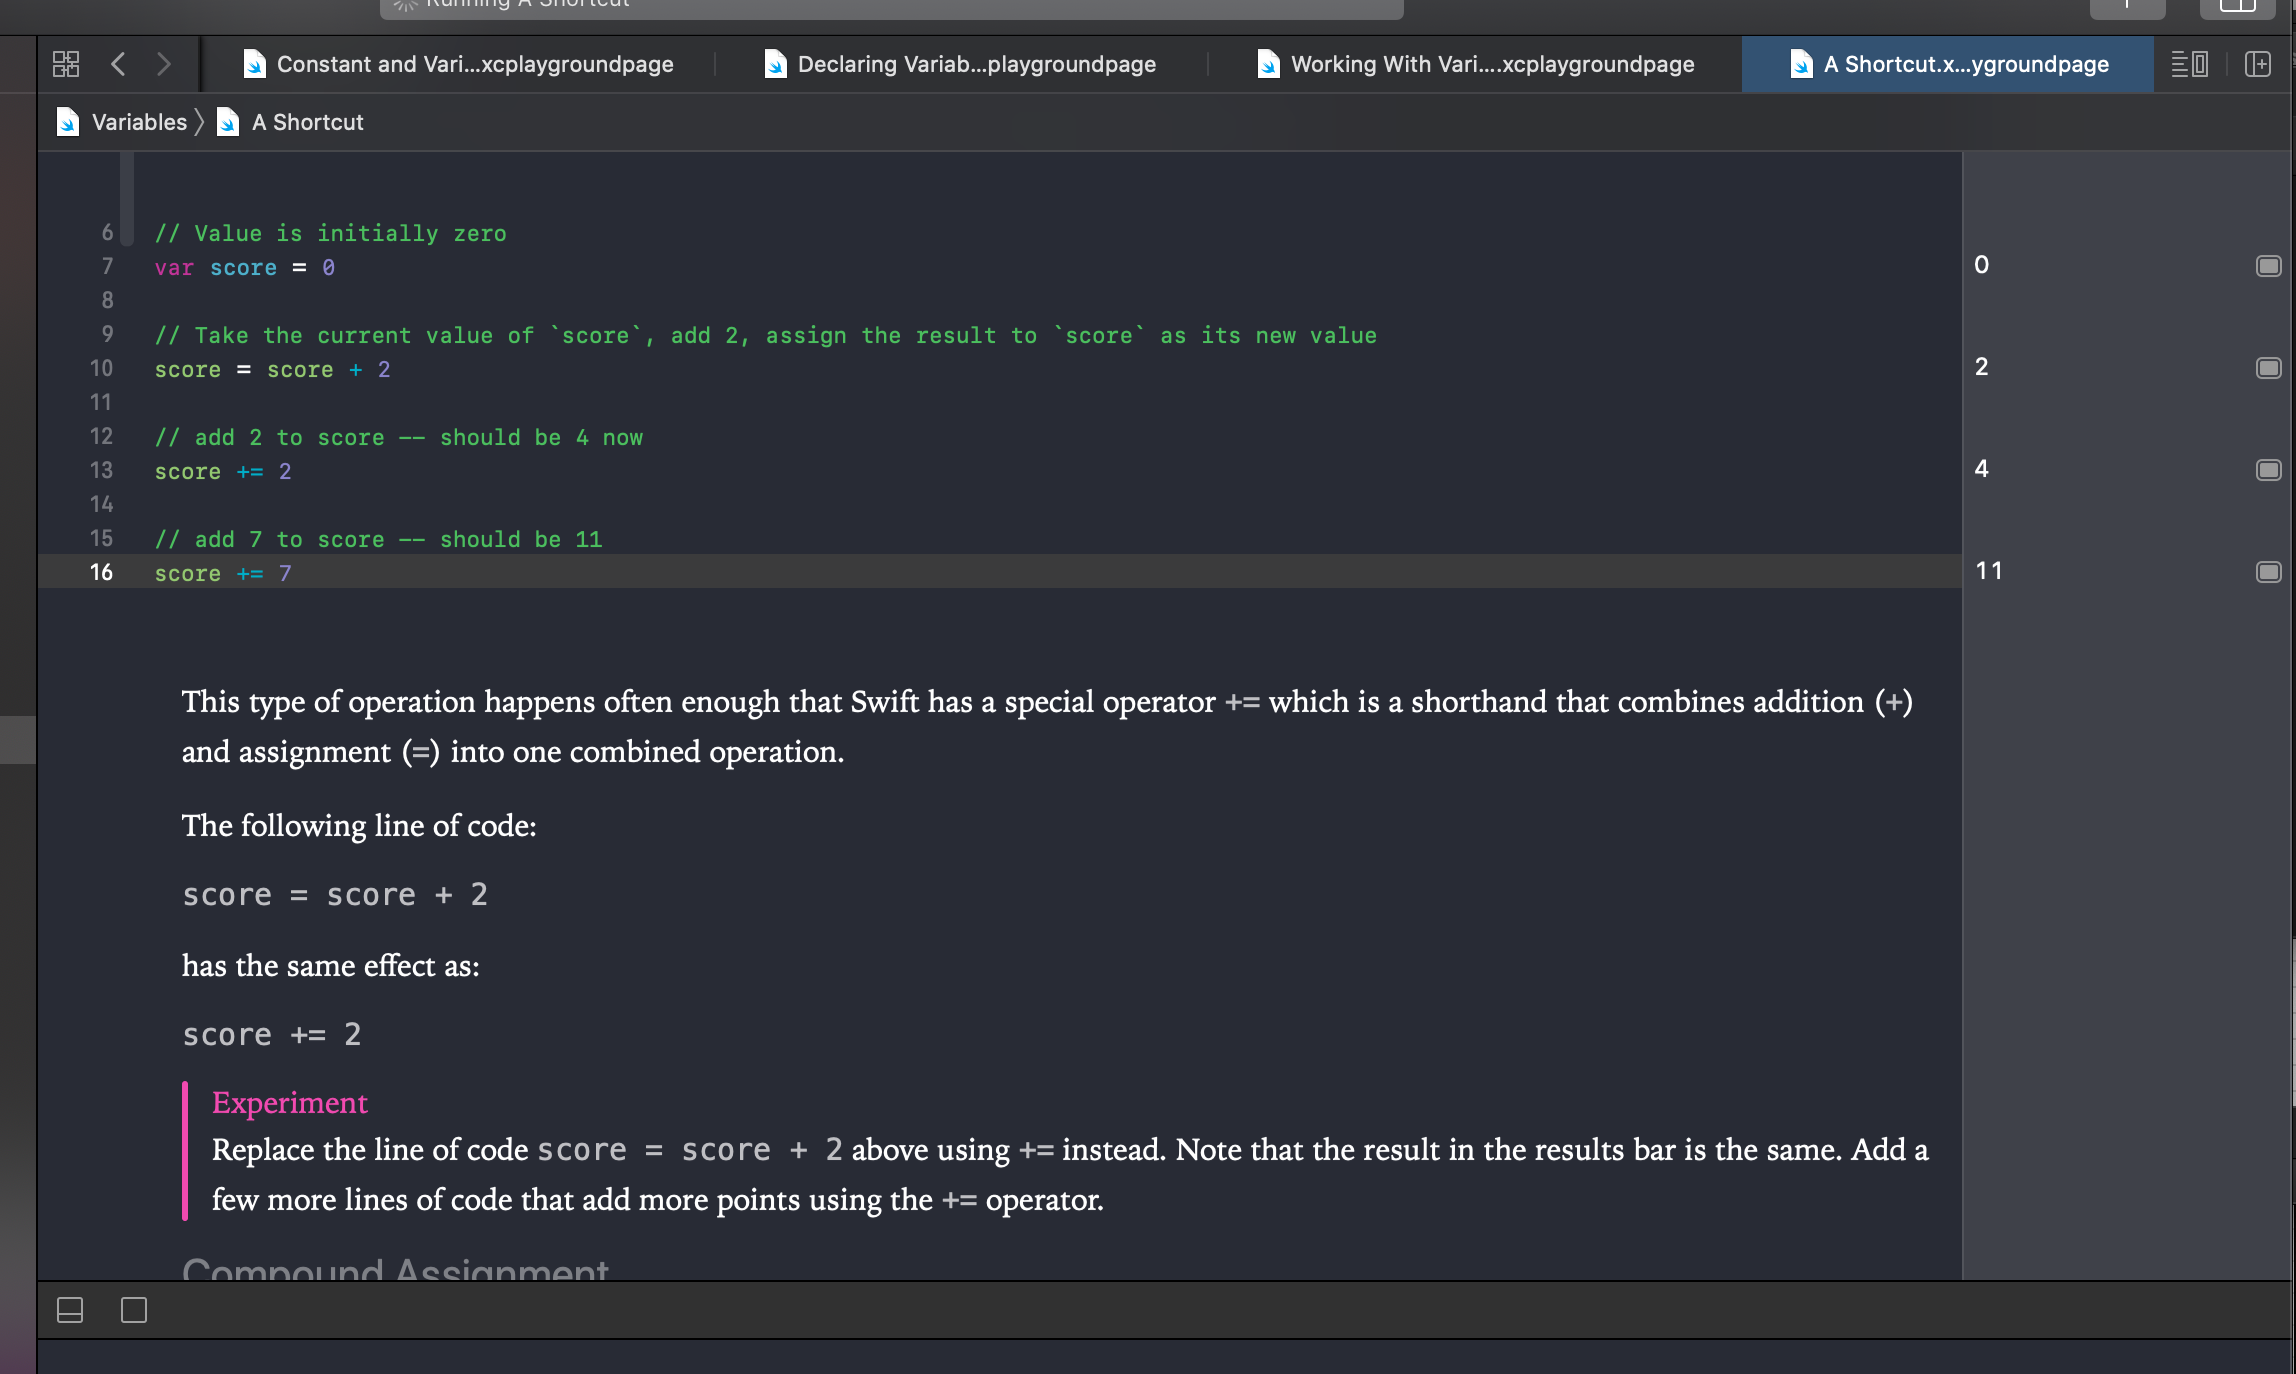 Running A Shortcut
Constant and Vari...xcplaygroundpage
Declaring Variab...playgroundpage
Working With Vari....xcplaygroundpage
A Shortcut.x...ygroundpage
Variables
A Shortcut
6 // Value is initially zero
7 var score = 0 0
8
9 // Take the current value of `score`, add 2, assign the result to `score` as its new value
10 score = score + 2 2
11
12 // add 2 to score -- should be 4 now
13 score += 2 4
14
15 // add 7 to score -- should be 11
16 score += 7 11
This type of operation happens often enough that Swift has a special operator += which is a shorthand that combines addition (+)
and assignment (=) into one combined operation.
The following line of code:
score = score + 2
has the same effect as:
score += 2
Experiment
Replace the line of code score = score + 2 above using += instead. Note that the result in the results bar is the same. Add a
few more lines of code that add more points using the += operator.
Compound Assignment